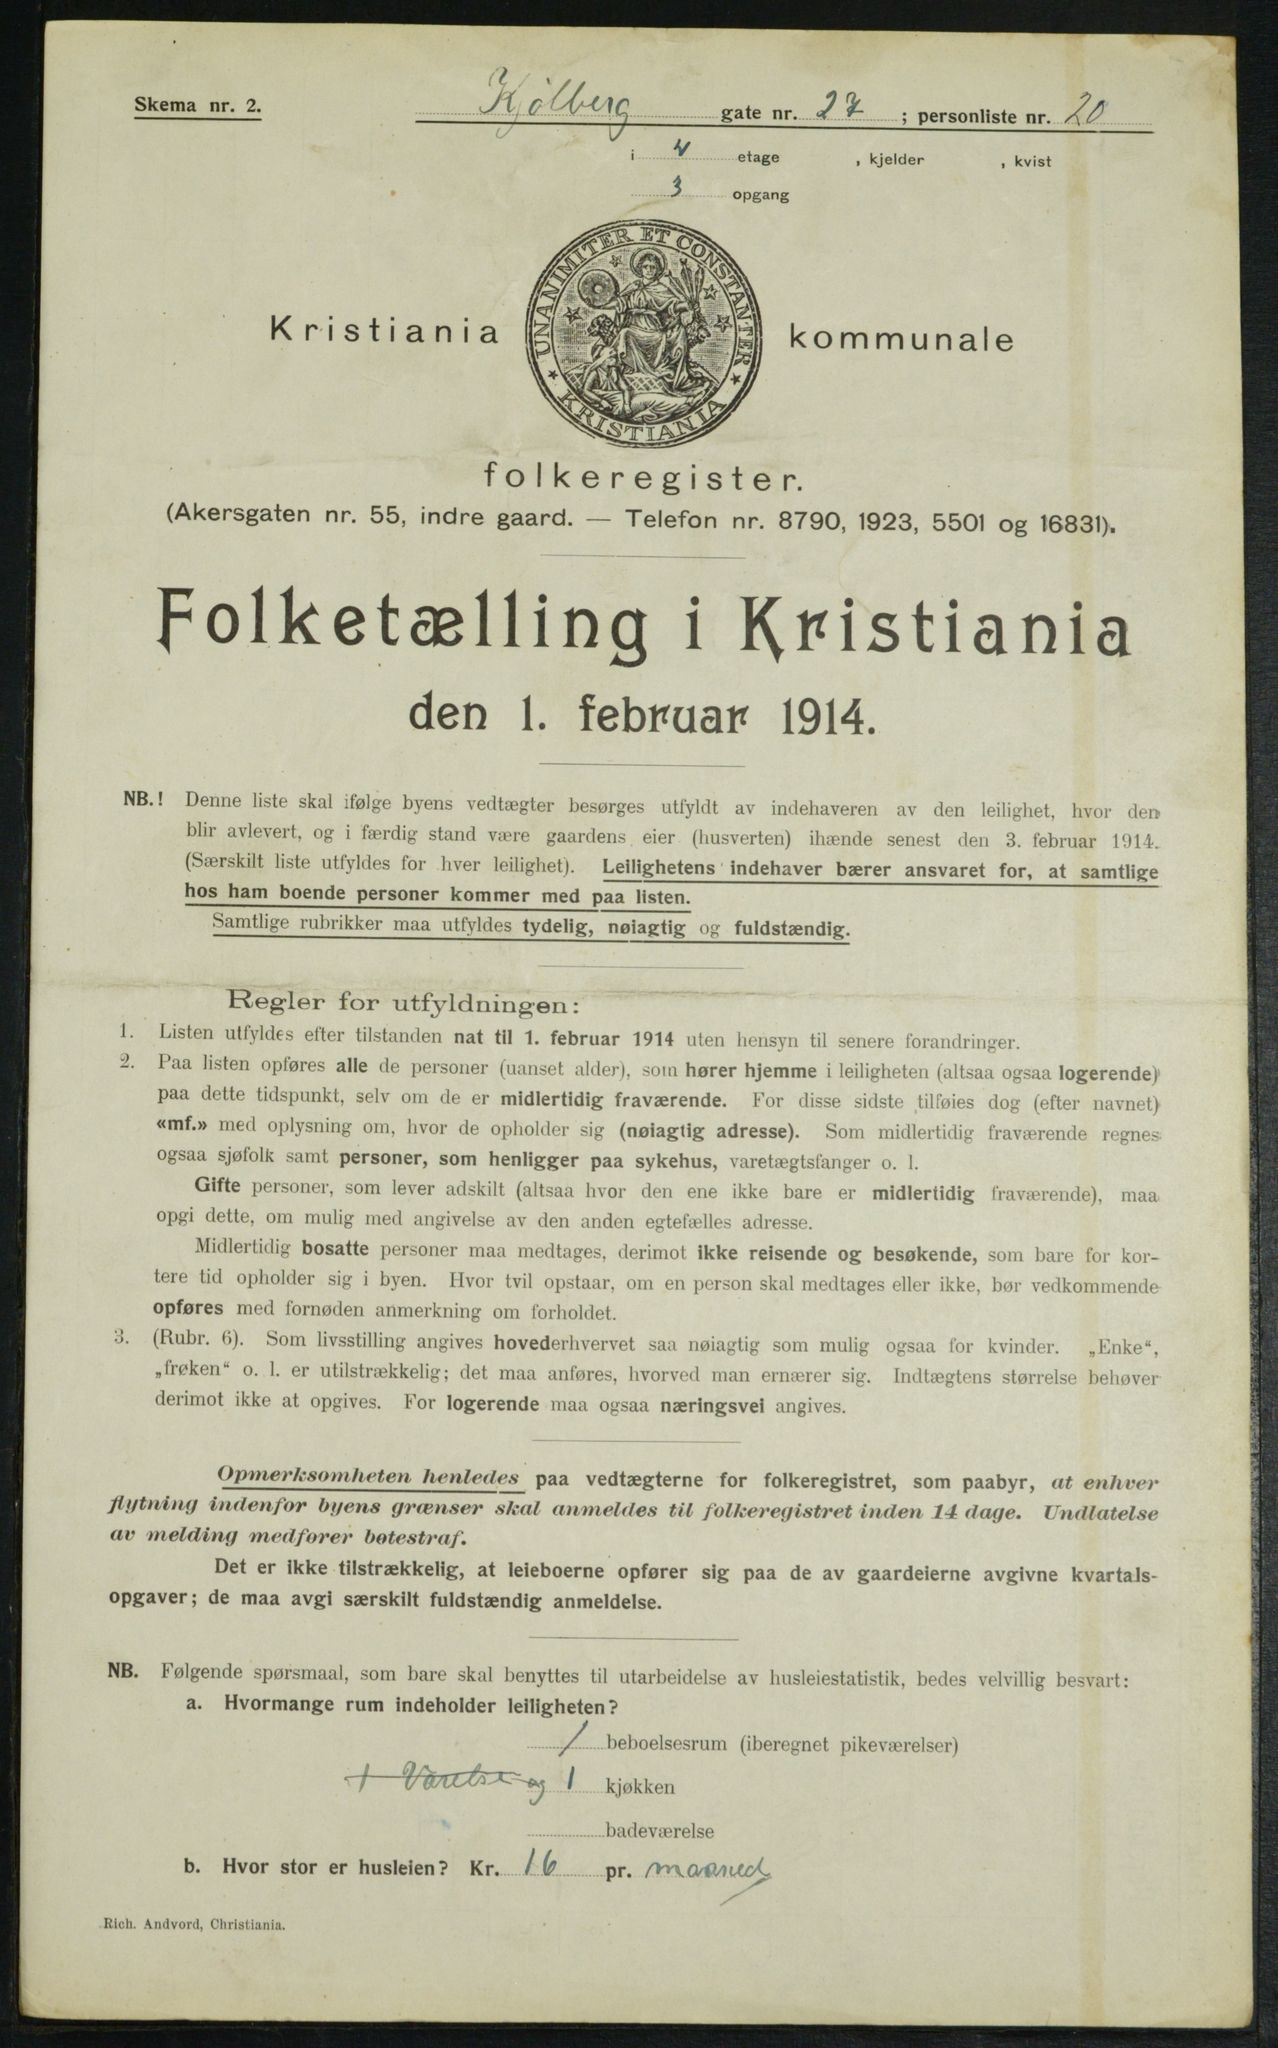 Skema nr. 2.
Kjølberg gate nr. 27 ; personliste nr. 20
i 4 etage , kjelder , kvist
3 opgang
UNANIMITER ET CONSTANTER
KRISTIANIA
Kristiania kommunale
folkeregister.
(Akersgaten nr. 55, indre gaard. — Telefon nr. 8790, 1923, 5501 og 16831).
Folketælling i Kristiania
den 1. februar 1914.
NB.! Denne liste skal ifølge byens vedtægter besørges utfyldt av indehaveren av den leilighet, hvor den
blir avlevert, og i færdig stand være gaardens eier (husverten) ihænde senest den 3. februar 1914.
(Særskilt liste utfyldes for hver leilighet). Leilighetens indehaver bærer ansvaret for, at samtlige
hos ham boende personer kommer med paa listen.
Samtlige rubrikker maa utfyldes tydelig, nøiagtig og fuldstændig.
Regler for utfyldningen:
1. Listen utfyldes efter tilstanden nat til 1. februar 1914 uten hensyn til senere forandringer.
2. Paa listen opføres alle de personer (uanset alder), som hører hjemme i leiligheten (altsaa ogsaa logerende)
paa dette tidspunkt, selv om de er midlertidig fraværende. For disse sidste tilføies dog (efter navnet)
«mf.» med oplysning om, hvor de opholder sig (nøiagtig adresse). Som midlertidig fraværende regnes
ogsaa sjøfolk samt personer, som henligger paa sykehus, varetægtsfanger o. l.
Gifte personer, som lever adskilt (altsaa hvor den ene ikke bare er midlertidig fraværende), maa
opgi dette, om mulig med angivelse av den anden egtefælles adresse.
Midlertidig bosatte personer maa medtages, derimot ikke reisende og besøkende, som bare for kor-
tere tid opholder sig i byen. Hvor tvil opstaar, om en person skal medtages eller ikke, bør vedkommende
opføres med fornøden anmerkning om forholdet.
3. (Rubr. 6). Som livsstilling angives hovederhvervet saa nøiagtig som mulig ogsaa for kvinder. „Enke“,
„frøken“ o. l. er utilstrækkelig; det maa anføres, hvorved man ernærer sig. Indtægtens størrelse behøver
derimot ikke at opgives. For logerende maa ogsaa næringsvei angives.
Opmerksomheten henledes paa vedtægterne for folkeregistret, som paabyr, at enhver
flytning indenfor byens grænser skal anmeldes til folkeregistret inden 14 dage. Undlatelse
av melding medfører bøtestraf.
Det er ikke tilstrækkelig, at leieboerne opfører sig paa de av gaardeierne avgivne kvartals-
opgaver; de maa avgi særskilt fuldstændig anmeldelse.
NB. Følgende spørsmaal, som bare skal benyttes til utarbeidelse av husleiestatistik, bedes velvillig besvart:
a. Hvormange rum indeholder leiligheten?
1 beboelsesrum (iberegnet pikeværelser)
1 Værelse og 1 kjøkken
badeværelse
b. Hvor stor er husleien? Kr. 16 pr. maaned
Rich. Andvord, Christiania.